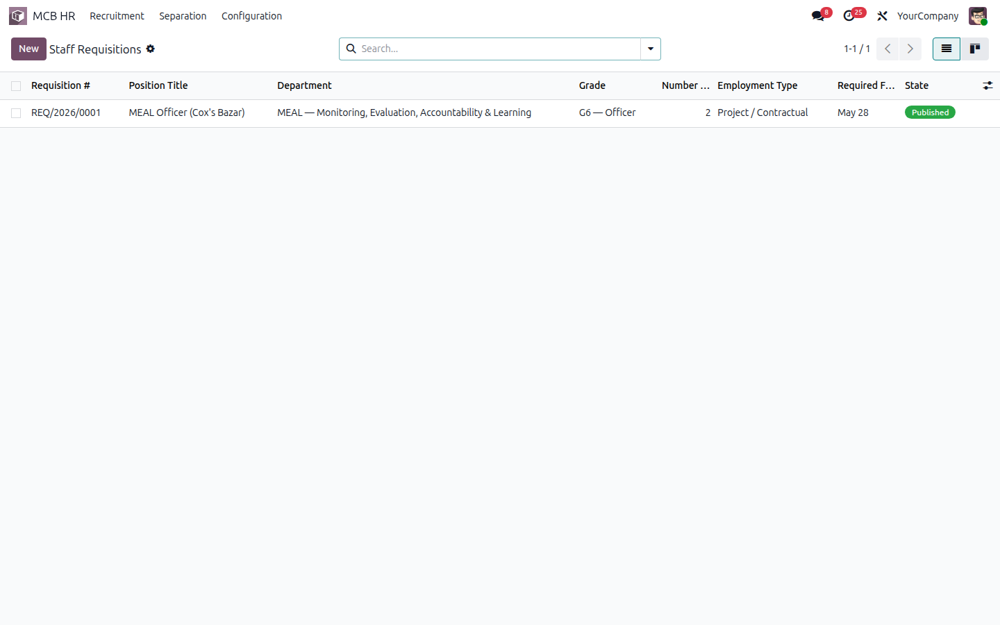 MCB HR Recruitment Separation Configuration 8 25 YourCompany
New Staff Requisitions Search... 1-1 / 1
Requisition # Position Title Department Grade Number ... Employment Type Required F... State
REQ/2026/0001 MEAL Officer (Cox's Bazar) MEAL — Monitoring, Evaluation, Accountability & Learning G6 — Officer 2 Project / Contractual May 28 Published